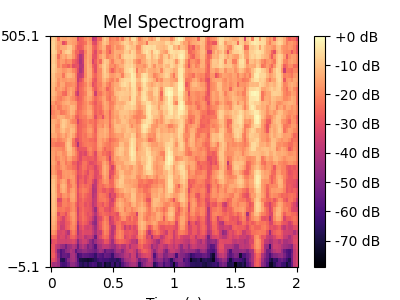 Mel Spectrogram
505.1
−5.1
0
0.5
1
1.5
2
+0 dB
-10 dB
-20 dB
-30 dB
-40 dB
-50 dB
-60 dB
-70 dB